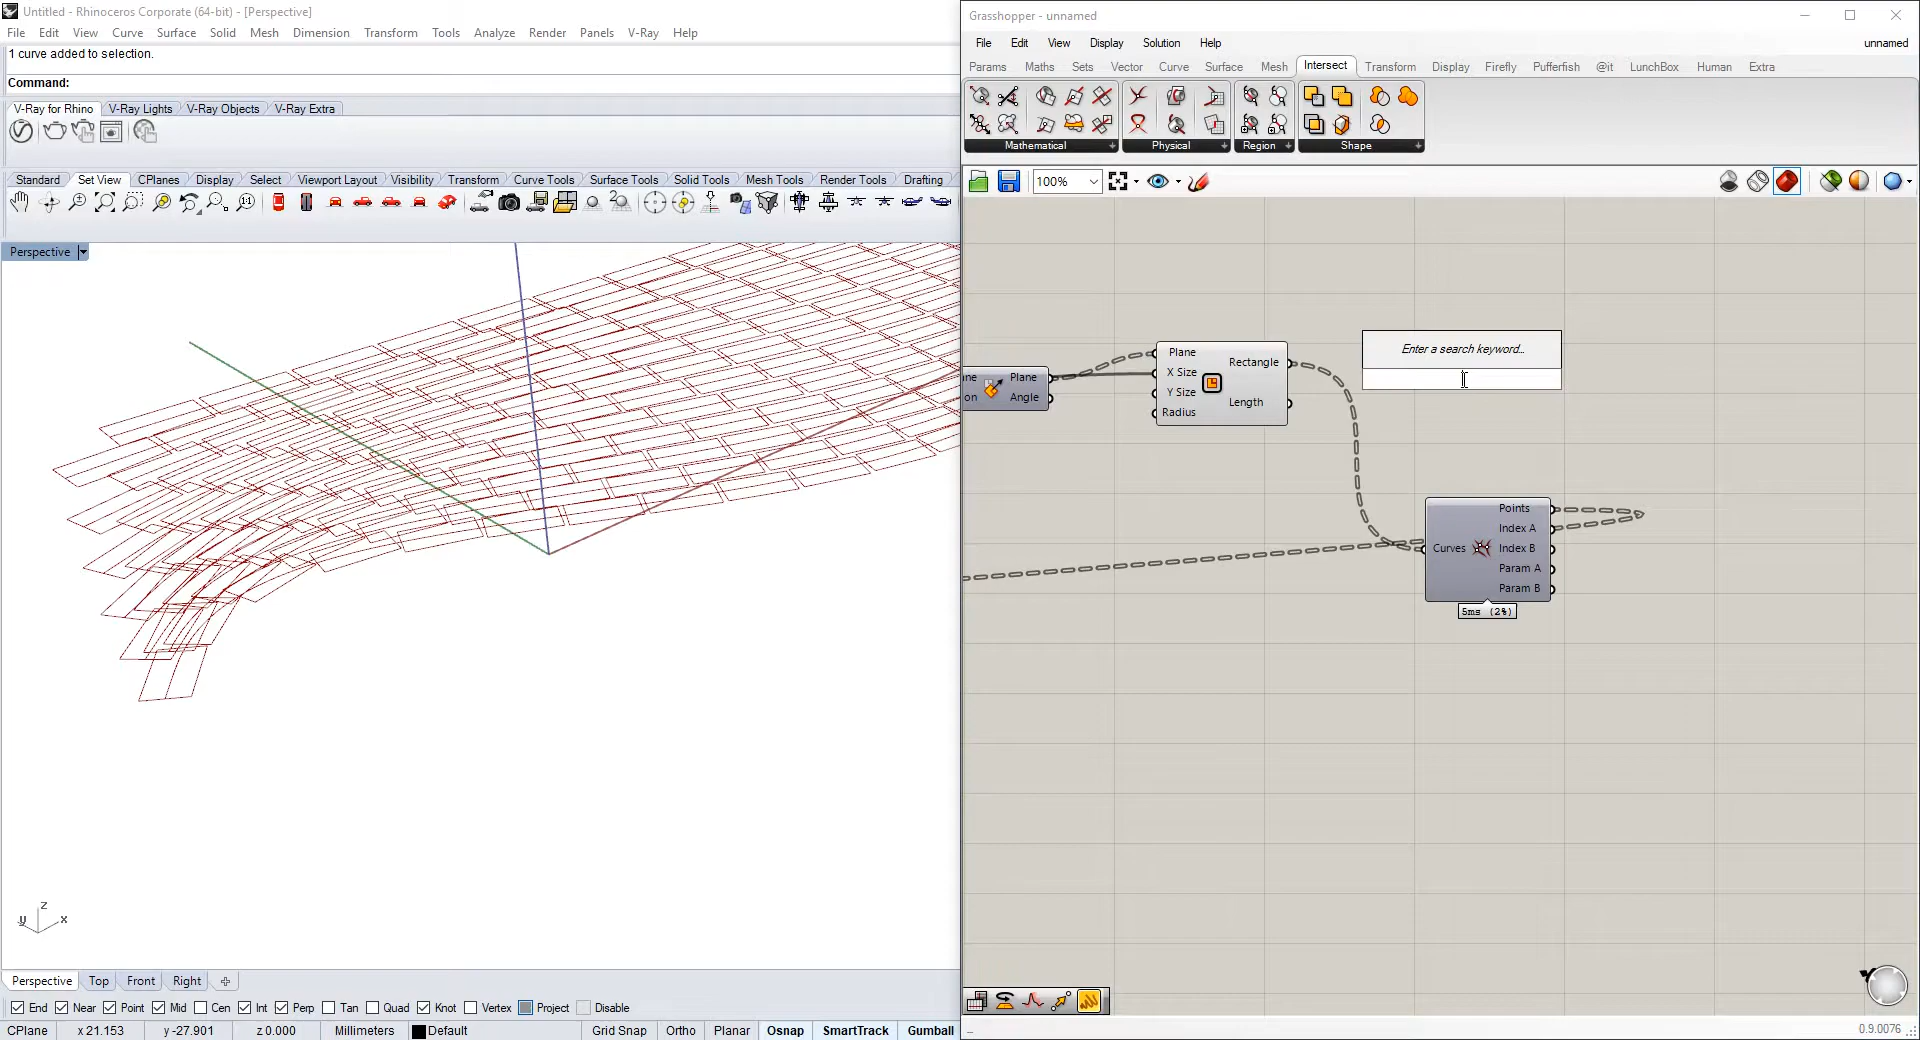 Untitled - Rhinoceros Corporate (64-bit) - [Perspective]
File Edit View Curve Surface Solid Mesh Dimension Transform Tools Analyze Render Panels V-Ray Help
1 curve added to selection.
Command:
V-Ray for Rhino V-Ray Lights V-Ray Objects V-Ray Extra
Standard Set View CPlanes Display Select Viewport Layout Visibility Transform Curve Tools Surface Tools Solid Tools Mesh Tools Render Tools Drafting
Perspective
z
y x
Perspective Top Front Right
End Near Point Mid Cen Int Perp Tan Quad Knot Vertex Project Disable
CPlane x 21.153 y -27.901 z 0.000 Millimeters Default Grid Snap Ortho Planar Osnap SmartTrack Gumball
Grasshopper - unnamed
File Edit View Display Solution Help unnamed
Params Maths Sets Vector Curve Surface Mesh Intersect Transform Display Firefly Pufferfish @it LunchBox Human Extra
Mathematical Physical Region Shape
100%
Enter a search keyword...
ne Plane
on Angle
Plane
X Size
Y Size
Radius
Rectangle
Length
Curves
Points
Index A
Index B
Param A
Param B
5ms (2%)
0.9.0076